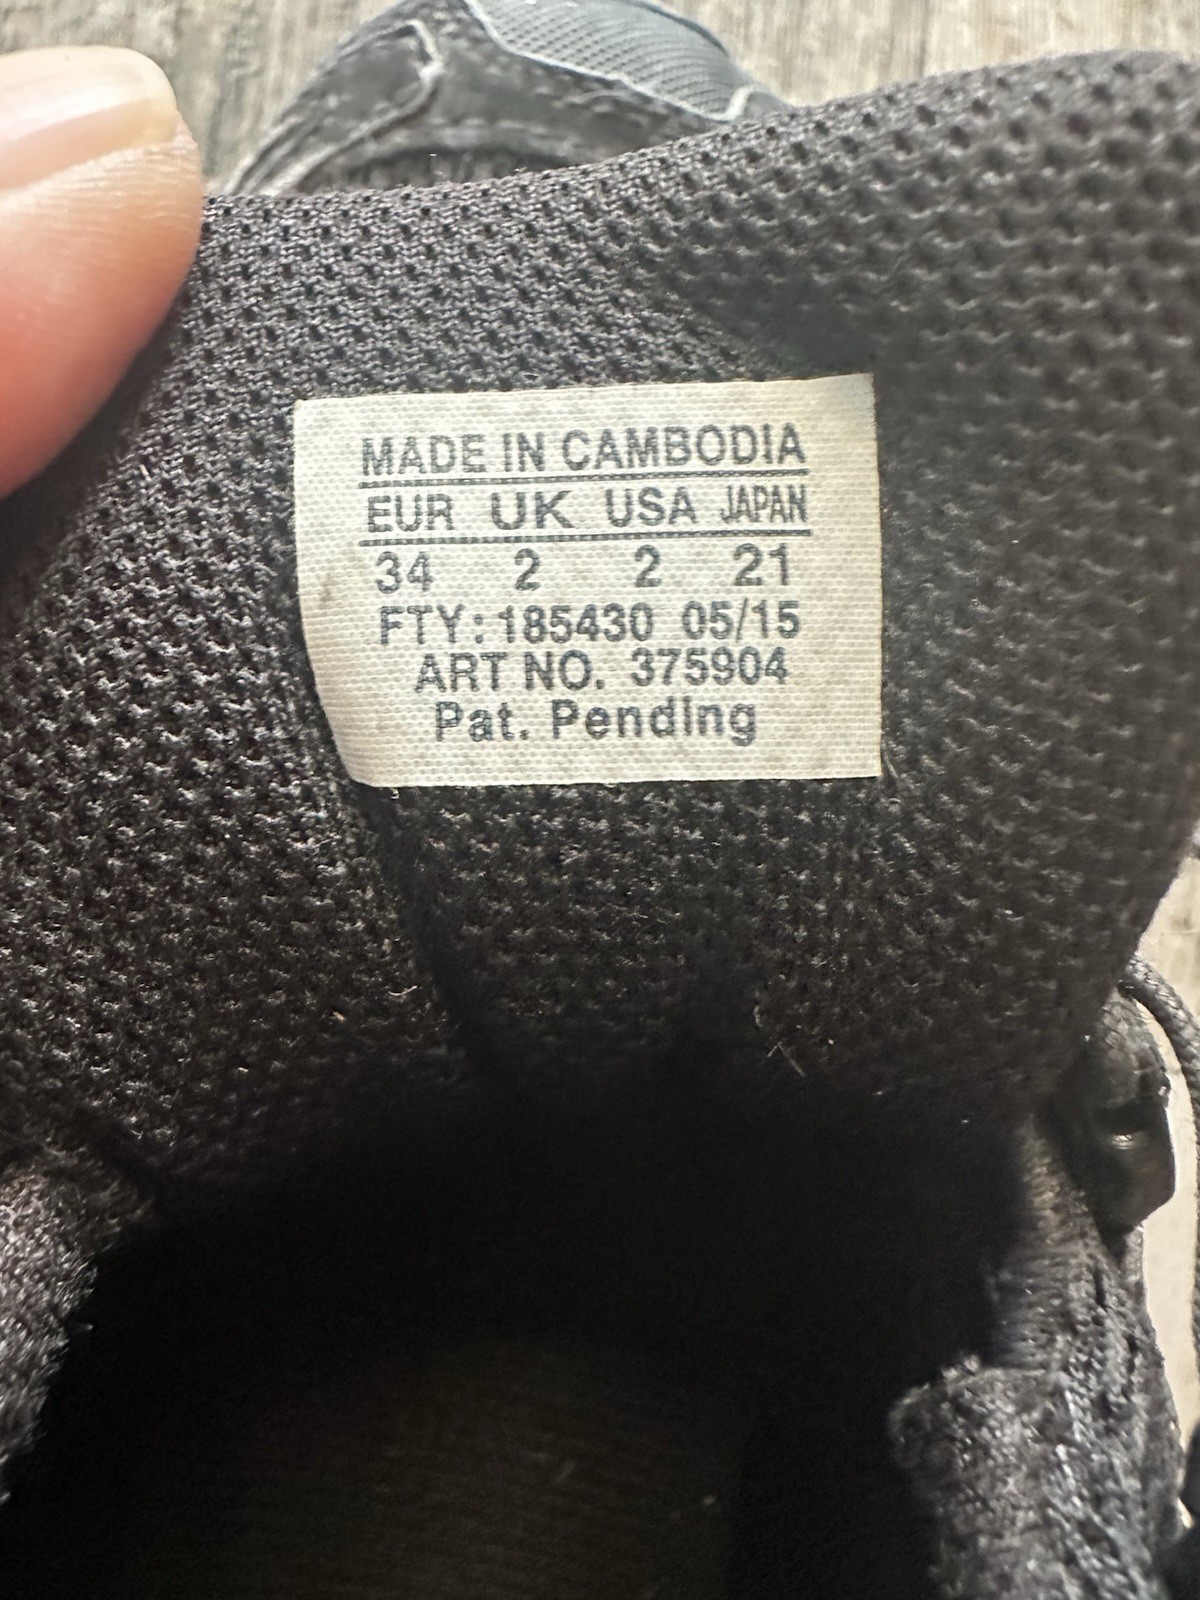 MADE IN CAMBODIA
EUR UK USA JAPAN
34 2 2 21
FTY: 185430 05/15
ART NO. 375904
Pat. Pending